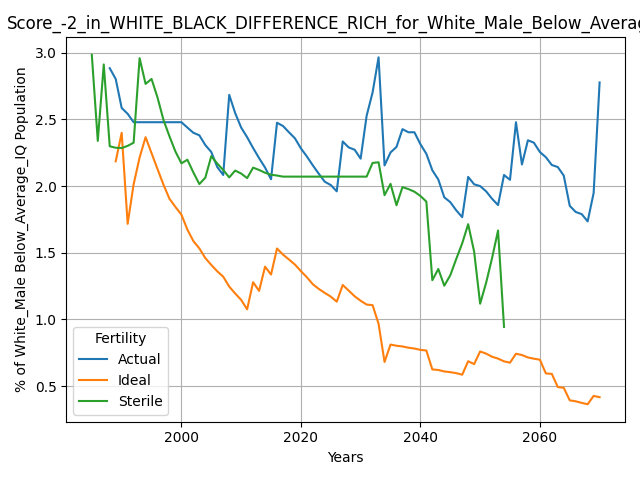 Score_-2_in_WHITE_BLACK_DIFFERENCE_RICH_for_White_Male_Below_Averag
% of White_Male Below_Average_IQ Population
3.0
2.5
2.0
1.5
1.0
0.5
Fertility
Actual
Ideal
Sterile
2000
2020
2040
2060
Years